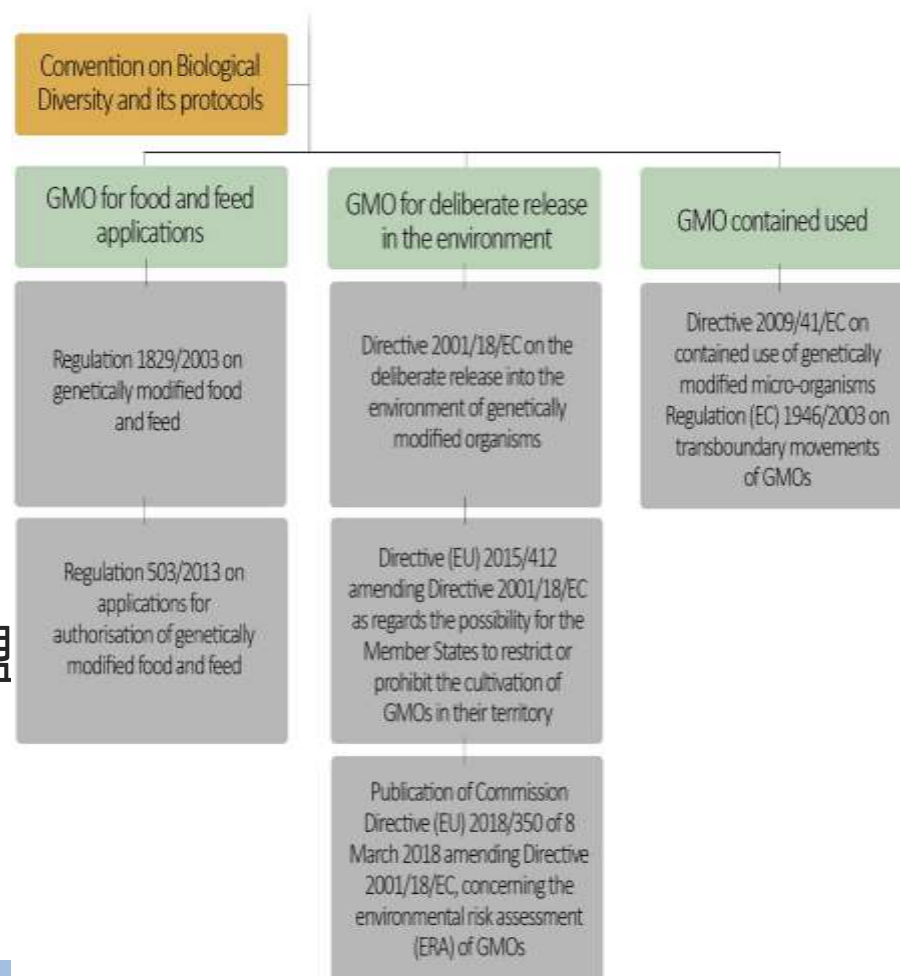 Convention on Biological
Diversity and its protocols
GMO for food and feed
applications
Regulation 1829/2003 on
genetically modified food
and feed
Regulation 503/2013 on
applications for
authorisation of genetically
modified food and feed
GMO for deliberate release
in the environment
Directive 2001/18/EC on the
deliberate release into the
environment of genetically
modified organisms
Directive (EU) 2015/412
amending Directive 2001/18/EC
as regards the possibility for the
Member States to restrict or
prohibit the cultivation of
GMOs in their territory
Publication of Commission
Directive (EU) 2018/350 of 8
March 2018 amending Directive
2001/18/EC, concerning the
environmental risk assessment
(ERA) of GMOs
GMO contained used
Directive 2009/41/EC on
contained use of genetically
modified micro-organisms
Regulation (EC) 1946/2003 on
transboundary movements
of GMOs